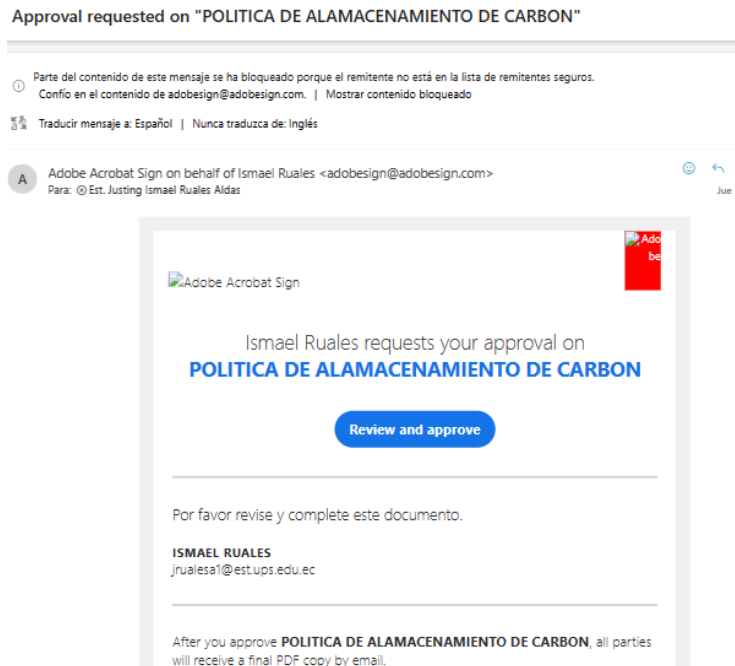 Approval requested on "POLITICA DE ALAMACENAMIENTO DE CARBON"
Parte del contenido de este mensaje se ha bloqueado porque el remitente no está en la lista de remitentes seguros.
Confío en el contenido de adobesign@adobesign.com. | Mostrar contenido bloqueado
Traducir mensaje a: Español | Nunca traduzca de: Inglés
A
Adobe Acrobat Sign on behalf of Ismael Ruales <adobesign@adobesign.com>
Para: Est. Justing Ismael Ruales Aldas
Jue
Ado
be
Adobe Acrobat Sign
Ismael Ruales requests your approval on
POLITICA DE ALAMACENAMIENTO DE CARBON
Review and approve
Por favor revise y complete este documento.
ISMAEL RUALES
jrualesa1@est.ups.edu.ec
After you approve POLITICA DE ALAMACENAMIENTO DE CARBON, all parties
will receive a final PDF copy by email.